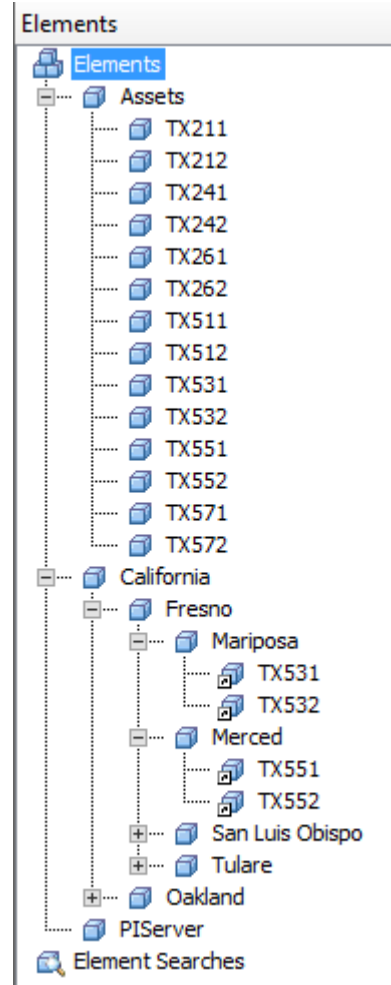 Elements
Elements
Assets
TX211
TX212
TX241
TX242
TX261
TX262
TX511
TX512
TX531
TX532
TX551
TX552
TX571
TX572
California
Fresno
Mariposa
TX531
TX532
Merced
TX551
TX552
San Luis Obispo
Tulare
Oakland
PIServer
Element Searches